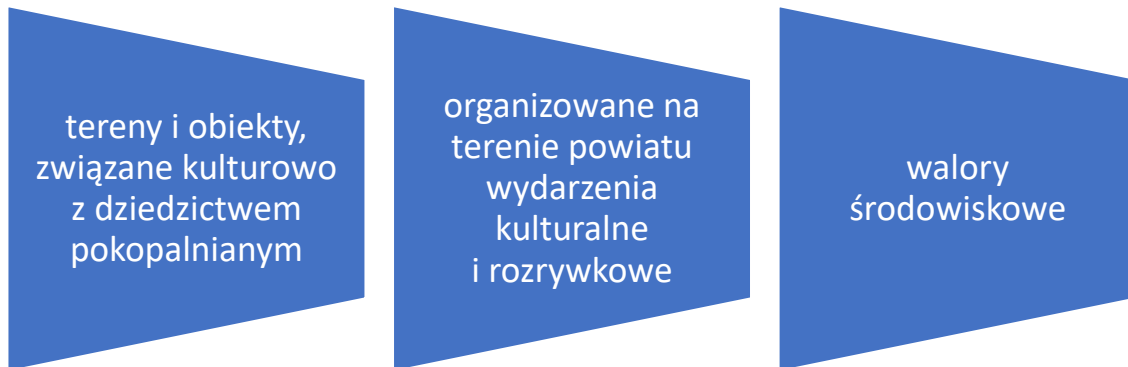 tereny i obiekty,
związane kulturowo
z dziedzictwem
pokopalnianym
organizowane na
terenie powiatu
wydarzenia
kulturalne
i rozrywkowe
walory
środowiskowe